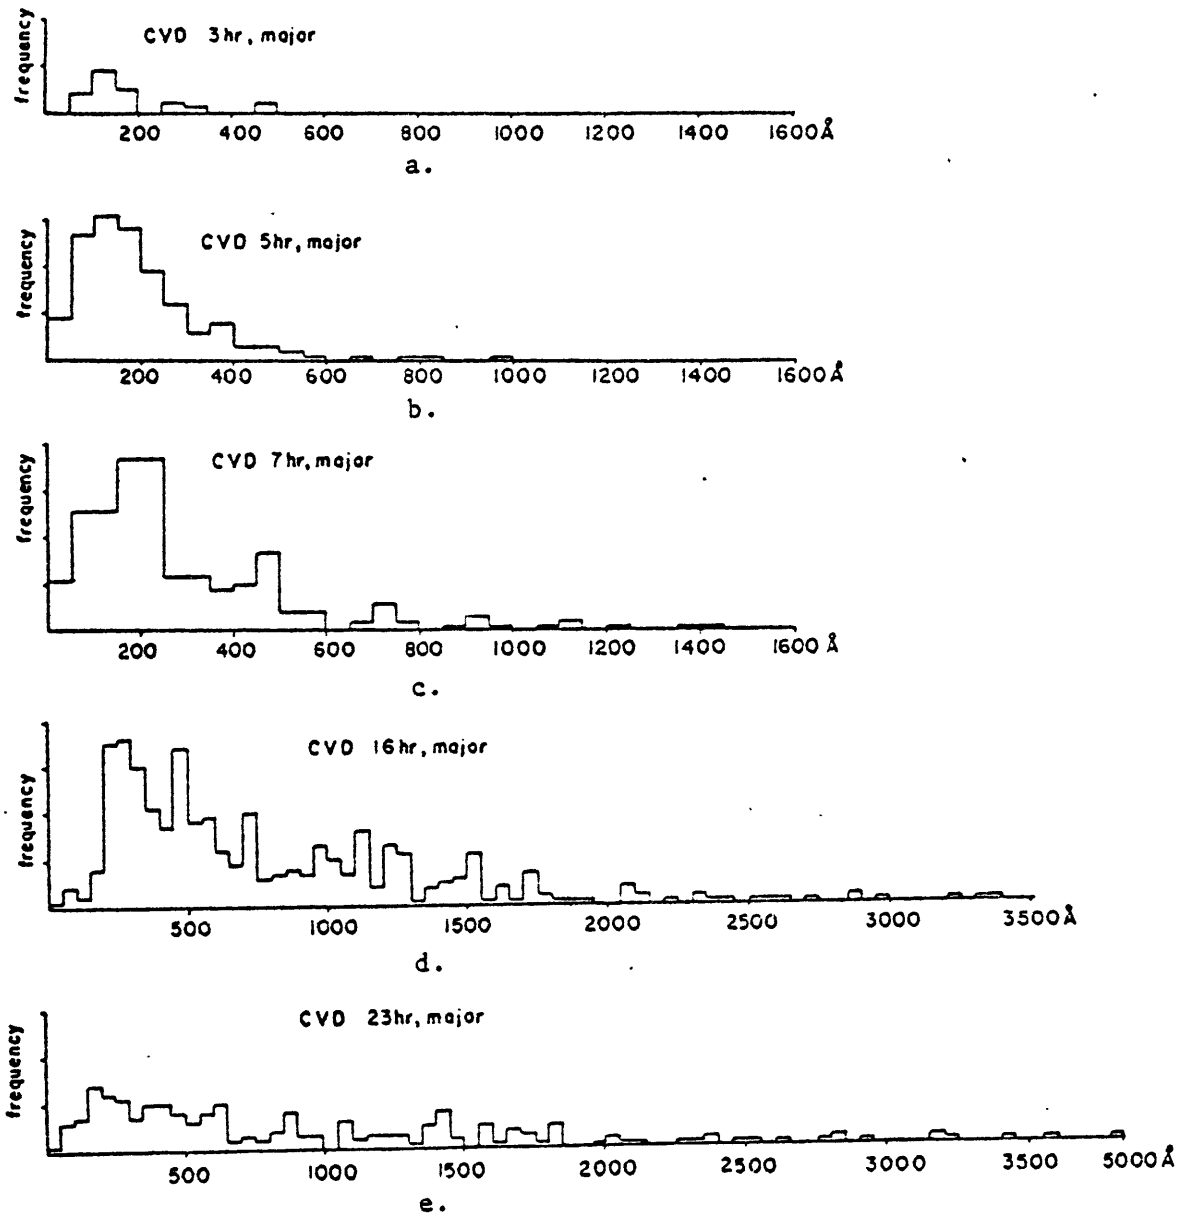 frequency
CVD 3hr, major
200 400 600 800 1000 1200 1400 1600Å
a.
frequency
CVD 5hr, major
200 400 600 800 1000 1200 1400 1600Å
b.
frequency
CVD 7hr, major
200 400 600 800 1000 1200 1400 1600Å
c.
frequency
CVD 16hr, major
500 1000 1500 2000 2500 3000 3500Å
d.
frequency
CVD 23hr, major
500 1000 1500 2000 2500 3000 3500 5000Å
e.